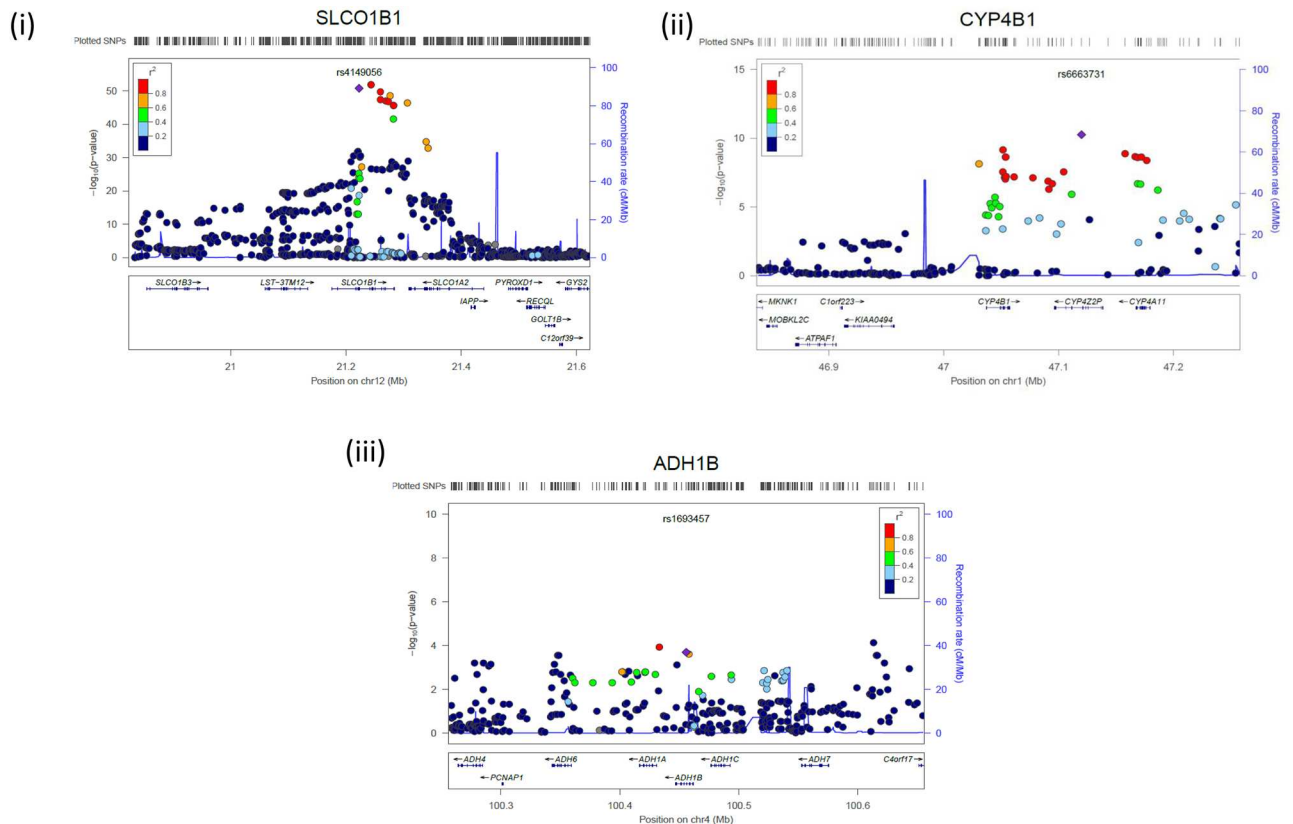 (i)
SLCO1B1
Plotted SNPs
r²
0.8
0.6
0.4
0.2
rs4149056
50
40
30
20
10
0
−log₁₀(p−value)
100
80
60
40
20
0
Recombination rate (cM/Mb)
SLCO1B3→
LST−3TM12→
SLCO1B1→
←SLCO1A2
PYROXD1→
←GYS2
IAPP→
←RECQL
GOLT1B→
C12orf39→
21
21.2
21.4
21.6
Position on chr12 (Mb)
(ii)
CYP4B1
Plotted SNPs
r²
0.8
0.6
0.4
0.2
rs6663731
15
10
5
0
−log₁₀(p−value)
100
80
60
40
20
0
Recombination rate (cM/Mb)
←MKNK1
C1orf223→
CYP4B1→
←CYP4Z2P
←CYP4A11
←MOBKL2C
←KIAA0494
←ATPAF1
46.9
47
47.1
47.2
Position on chr1 (Mb)
(iii)
ADH1B
Plotted SNPs
rs1693457
r²
0.8
0.6
0.4
0.2
10
8
6
4
2
0
−log₁₀(p−value)
100
80
60
40
20
0
Recombination rate (cM/Mb)
←ADH4
←ADH6
←ADH1A
←ADH1C
←ADH7
C4orf17→
←PCNAP1
←ADH1B
100.3
100.4
100.5
100.6
Position on chr4 (Mb)